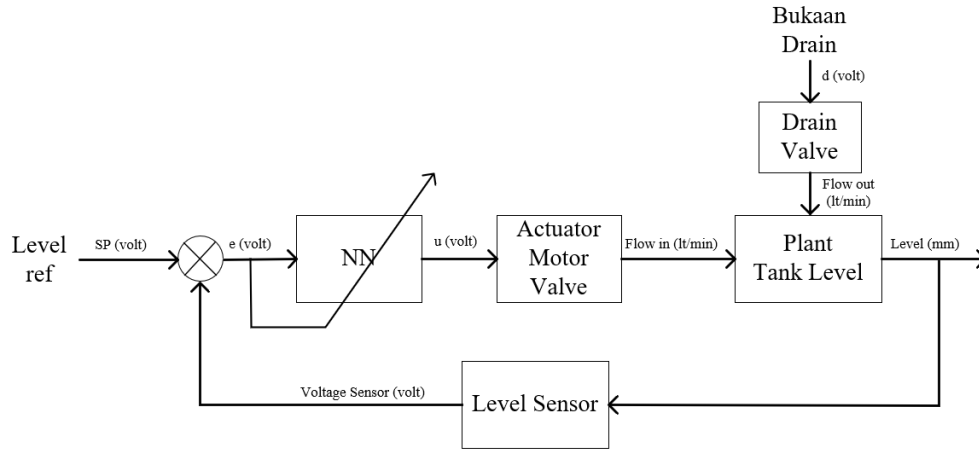 Bukaan
Drain
d (volt)
Drain
Valve
Flow out
(lt/min)
Level
ref
SP (volt)
e (volt)
NN
u (volt)
Actuator
Motor
Valve
Flow in (lt/min)
Plant
Tank Level
Level (mm)
Voltage Sensor (volt)
Level Sensor